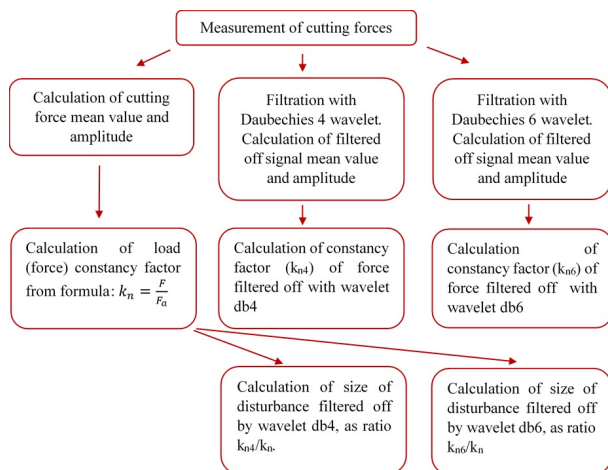 Measurement of cutting forces
Calculation of cutting
force mean value and
amplitude
Filtration with
Daubechies 4 wavelet.
Calculation of filtered
off signal mean value
and amplitude
Filtration with
Daubechies 6 wavelet.
Calculation of filtered
off signal mean value
and amplitude
Calculation of load
(force) constancy factor
from formula: kₙ = F/Fₐ
Calculation of constancy
factor (kn4) of force
filtered off with wavelet
db4
Calculation of
constancy factor (kn6) of
force filtered off with
wavelet db6
Calculation of size of
disturbance filtered off
by wavelet db4, as ratio
kn4/kn.
Calculation of size of
disturbance filtered off
by wavelet db6, as ratio
kn6/kn